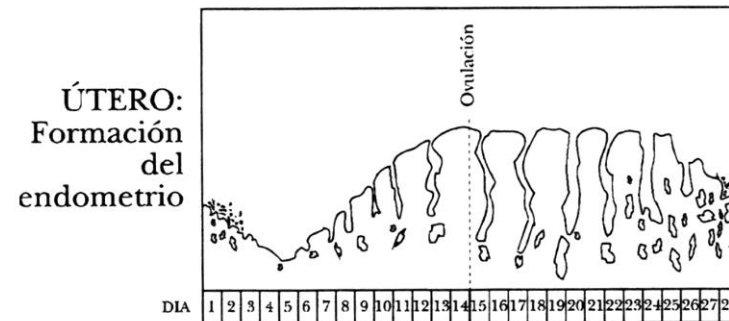 ÚTERO:
Formación
del
endometrio
Ovulación
DIA 1 2 3 4 5 6 7 8 9 10 11 12 13 14 15 16 17 18 19 20 21 22 23 24 25 26 27